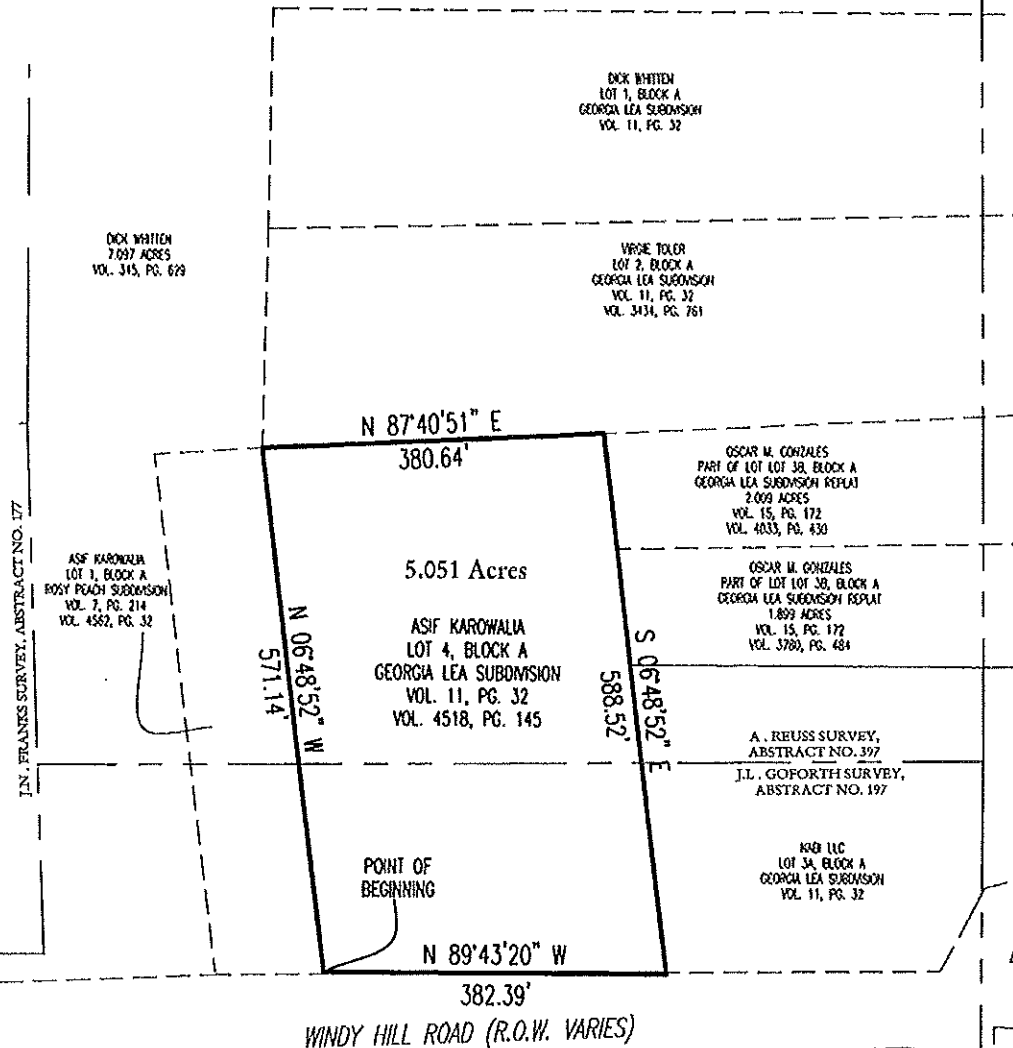 DICK WHITTEN
LOT 1, BLOCK A
GEORGIA LEA SUBDIVISION
VOL. 11, PG. 32
DICK WHITTEN
7.097 ACRES
VOL. 345, PG. 629
VIRGIE TOLER
LOT 2, BLOCK A
GEORGIA LEA SUBDIVISION
VOL. 11, PG. 32
VOL. 3434, PG. 761
N 87°40'51" E
380.64'
OSCAR M. GONZALES
PART OF LOT LOT 3B, BLOCK A
GEORGIA LEA SUBDIVISION REPLAT
2.009 ACRES
VOL. 15, PG. 172
VOL. 4033, PG. 430
J.N. FRANKS SURVEY, ABSTRACT NO. 177
ASIF KAROWALIA
LOT 1, BLOCK A
ROSY PEACH SUBDIVISION
VOL. 7, PG. 214
VOL. 4562, PG. 32
5.051 Acres
ASIF KAROWALIA
LOT 4, BLOCK A
GEORGIA LEA SUBDIVISION
VOL. 11, PG. 32
VOL. 4518, PG. 145
OSCAR M. GONZALES
PART OF LOT LOT 3B, BLOCK A
GEORGIA LEA SUBDIVISION REPLAT
1.899 ACRES
VOL. 15, PG. 172
VOL. 3780, PG. 484
N 06°48'52" W
571.14'
S 06°48'52" E
588.52'
A. REUSS SURVEY,
ABSTRACT NO. 397
J.L. GOFORTH SURVEY,
ABSTRACT NO. 197
LLC
LOT 3A, BLOCK A
GEORGIA LEA SUBDIVISION
VOL. 11, PG. 32
POINT OF
BEGINNING
N 89°43'20" W
382.39'
WINDY HILL ROAD (R.O.W. VARIES)